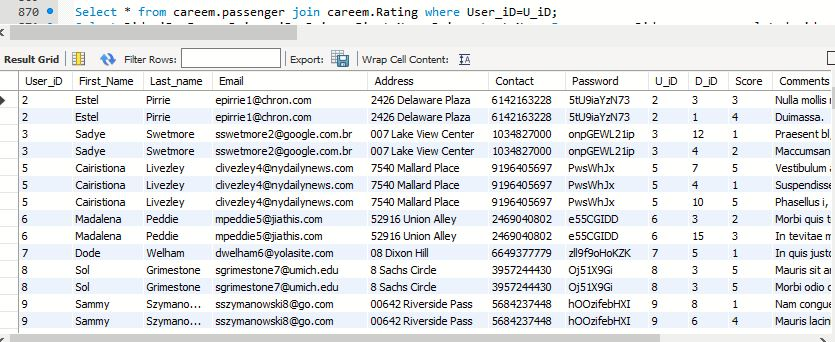 870 Select * from careem.passenger join careem.Rating where User_iD=U_iD;
Result Grid Filter Rows: Export: Wrap Cell Content: IA
User_iD First_Name Last_name Email Address Contact Password U_iD D_iD Score Comments
2 Estel Pirrie epirrie1@chron.com 2426 Delaware Plaza 6142163228 5tU9iaYzN73 2 3 3 Nulla mollis
2 Estel Pirrie epirrie1@chron.com 2426 Delaware Plaza 6142163228 5tU9iaYzN73 2 1 4 Duimassa.
3 Sadye Swetmore sswetmore2@google.com.br 007 Lake View Center 1034827000 onpGEWL21ip 3 12 1 Praesent bl
3 Sadye Swetmore sswetmore2@google.com.br 007 Lake View Center 1034827000 onpGEWL21ip 3 4 2 Maccumsan
5 Cairistiona Livezley clivezley4@nydailynews.com 7540 Mallard Place 9196405697 PwsWhJx 5 7 5 Vestibulum
5 Cairistiona Livezley clivezley4@nydailynews.com 7540 Mallard Place 9196405697 PwsWhJx 5 4 1 Suspendisse
5 Cairistiona Livezley clivezley4@nydailynews.com 7540 Mallard Place 9196405697 PwsWhJx 5 10 5 Phasellus i,
6 Madalena Peddie mpeddie5@jiathis.com 52916 Union Alley 2469040802 e55CGIDD 6 3 2 Morbi quis t
6 Madalena Peddie mpeddie5@jiathis.com 52916 Union Alley 2469040802 e55CGIDD 6 15 3 In tevitae m
7 Dode Welham dwelham6@yolasite.com 08 Dixon Hill 6649377779 zll9f9oHoKZK 7 5 1 In quis justo
8 Sol Grimestone sgrimestone7@umich.edu 8 Sachs Circle 3957244430 Oj51X9Gi 8 3 5 Mauris sit an
8 Sol Grimestone sgrimestone7@umich.edu 8 Sachs Circle 3957244430 Oj51X9Gi 8 3 5 Morbi odio o
9 Sammy Szymano... sszymanowski8@go.com 00642 Riverside Pass 5684237448 hOOzifebHXI 9 8 1 Nam congue
9 Sammy Szymano... sszymanowski8@go.com 00642 Riverside Pass 5684237448 hOOzifebHXI 9 6 4 Mauris lacin